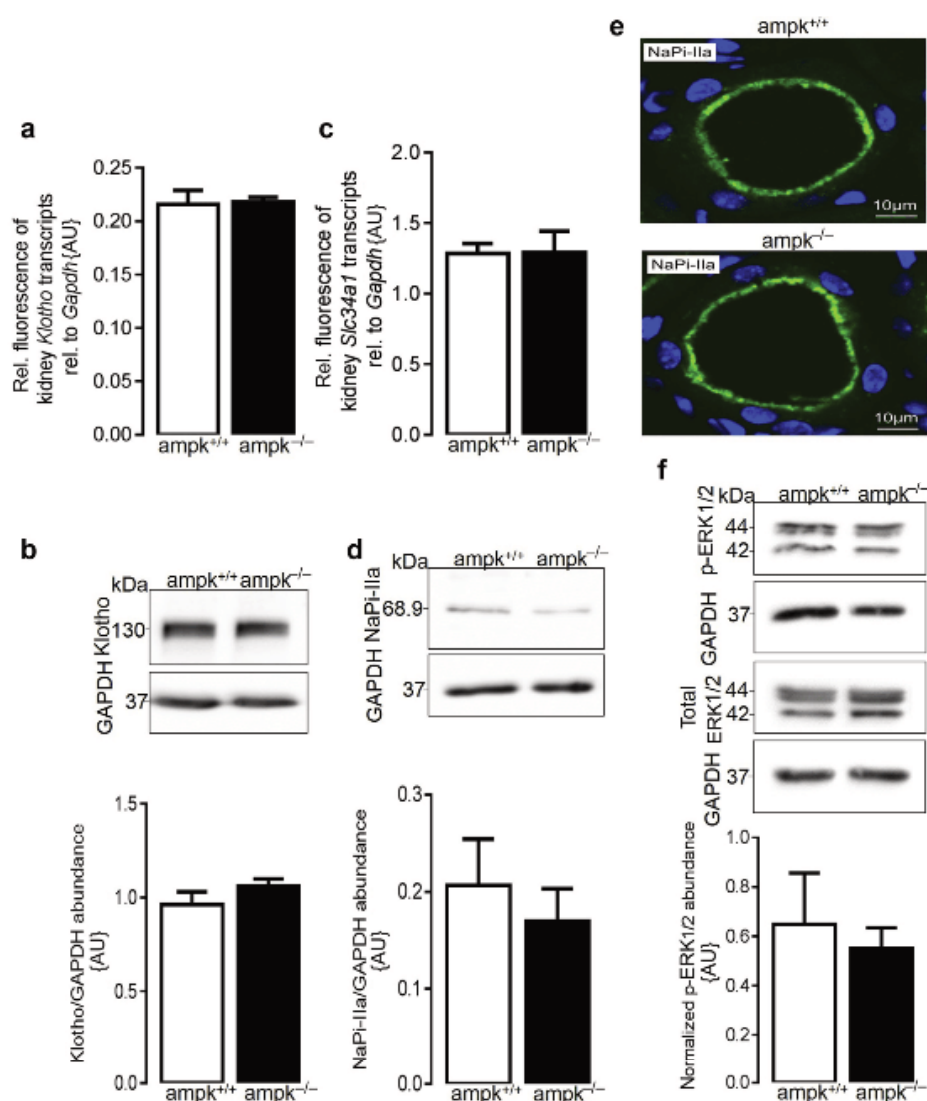 a
Rel. fluorescence of
kidney Klotho transcripts
rel. to Gapdh {AU}
0.25
0.20
0.15
0.10
0.05
0.00
ampk+/+ ampk−/−
c
Rel. fluorescence of
kidney Slc34a1 transcripts
rel. to Gapdh {AU}
2.0
1.5
1.0
0.5
0.0
ampk+/+ ampk−/−
e
ampk+/+
NaPi-IIa
10µm
ampk−/−
NaPi-IIa
10µm
b
kDa ampk+/+ ampk−/−
Klotho
130
GAPDH
37
Klotho/GAPDH abundance
{AU}
1.5
1.0
0.5
0.0
ampk+/+ ampk−/−
d
kDa ampk+/+ ampk−/−
NaPi-IIa
68.9
GAPDH
37
NaPi-IIa/GAPDH abundance
{AU}
0.3
0.2
0.1
0.0
ampk+/+ ampk−/−
f
kDa ampk+/+ ampk−/−
p-ERK1/2
44
42
GAPDH
37
Total
ERK1/2
44
42
GAPDH
37
Normalized p-ERK1/2 abundance
{AU}
1.0
0.8
0.6
0.4
0.2
0.0
ampk+/+ ampk−/−